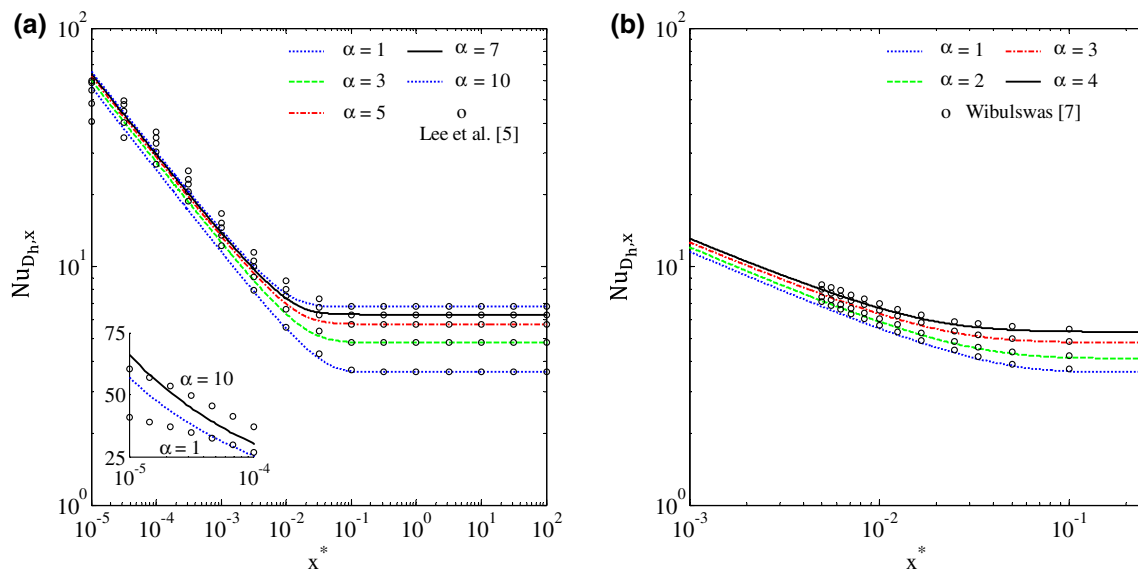 (a)
10^2
10^1
10^0
Nu_{D_h,x}
α = 1
α = 3
α = 5
α = 7
α = 10
o
Lee et al. [5]
75
50
25
α = 10
α = 1
10^-5
10^-4
10^-5
10^-4
10^-3
10^-2
10^-1
10^0
10^1
10^2
x^*
(b)
10^2
10^1
10^0
Nu_{D_h,x}
α = 1
α = 2
α = 3
α = 4
o Wibulswas [7]
10^-3
10^-2
10^-1
x^*